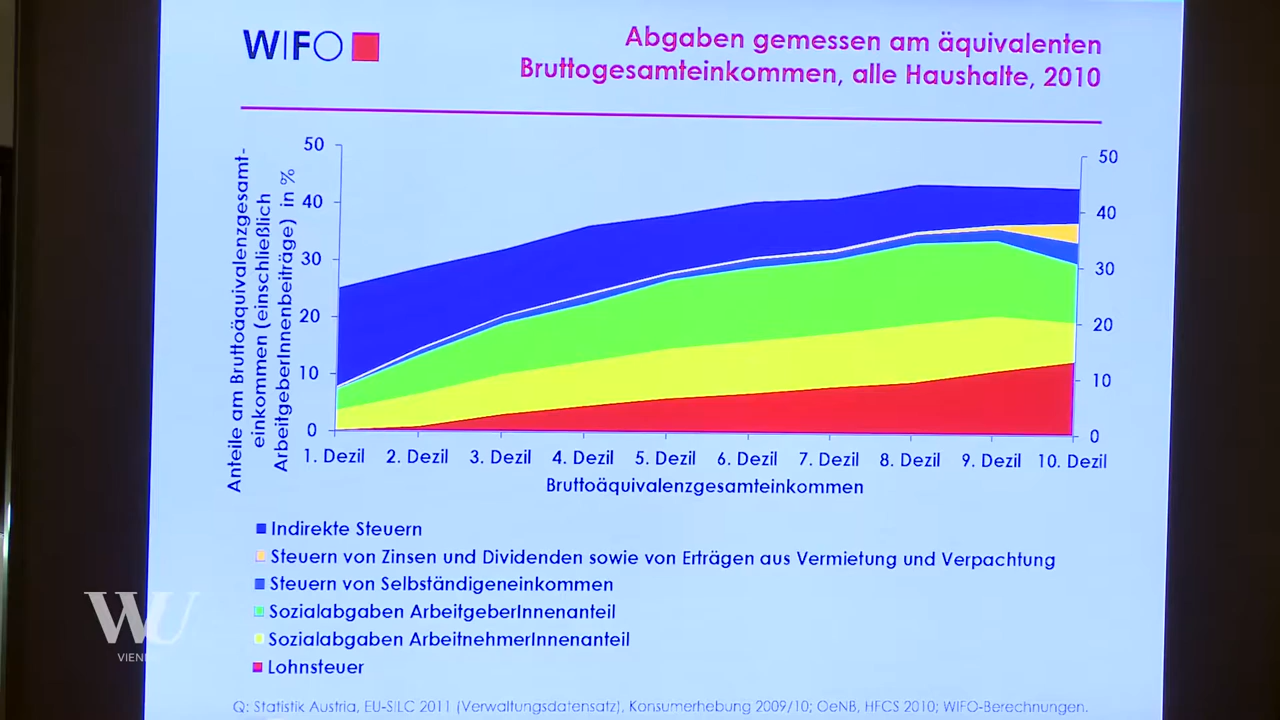 WIFO
Abgaben gemessen am äquivalenten
Bruttogesamteinkommen, alle Haushalte, 2010
Anteile am Bruttoäquivalenzgesamt-
einkommen (einschließlich
ArbeitgeberInnenbeiträge) in %
50
40
30
20
10
0
50
40
30
20
10
0
1. Dezil 2. Dezil 3. Dezil 4. Dezil 5. Dezil 6. Dezil 7. Dezil 8. Dezil 9. Dezil 10. Dezil
Bruttoäquivalenzgesamteinkommen
Indirekte Steuern
Steuern von Zinsen und Dividenden sowie von Erträgen aus Vermietung und Verpachtung
Steuern von Selbständigeneinkommen
Sozialabgaben ArbeitgeberInnenanteil
Sozialabgaben ArbeitnehmerInnenanteil
Lohnsteuer
Q: Statistik Austria, EU-SILC 2011 (Verwaltungsdatensatz), Konsumerhebung 2009/10; OeNB, HFCS 2010; WIFO-Berechnungen.
WU